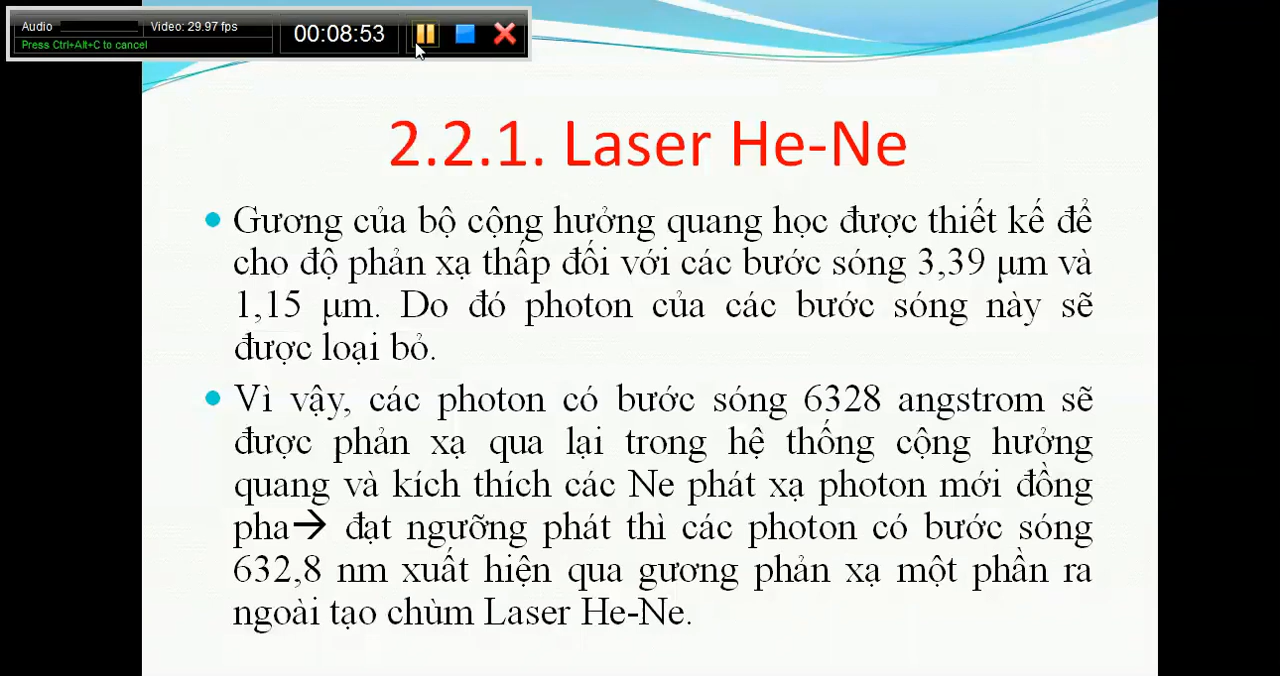 Audio
Video: 29.97 fps
00:08:53
Press Ctrl+Alt+C to cancel
2.2.1. Laser He-Ne
Gương của bộ cộng hưởng quang học được thiết kế để
cho độ phản xạ thấp đối với các bước sóng 3,39 μm và
1,15 μm. Do đó photon của các bước sóng này sẽ
được loại bỏ.
Vì vậy, các photon có bước sóng 6328 angstrom sẽ
được phản xạ qua lại trong hệ thống cộng hưởng
quang và kích thích các Ne phát xạ photon mới đồng
pha→ đạt ngưỡng phát thì các photon có bước sóng
632,8 nm xuất hiện qua gương phản xạ một phần ra
ngoài tạo chùm Laser He-Ne.